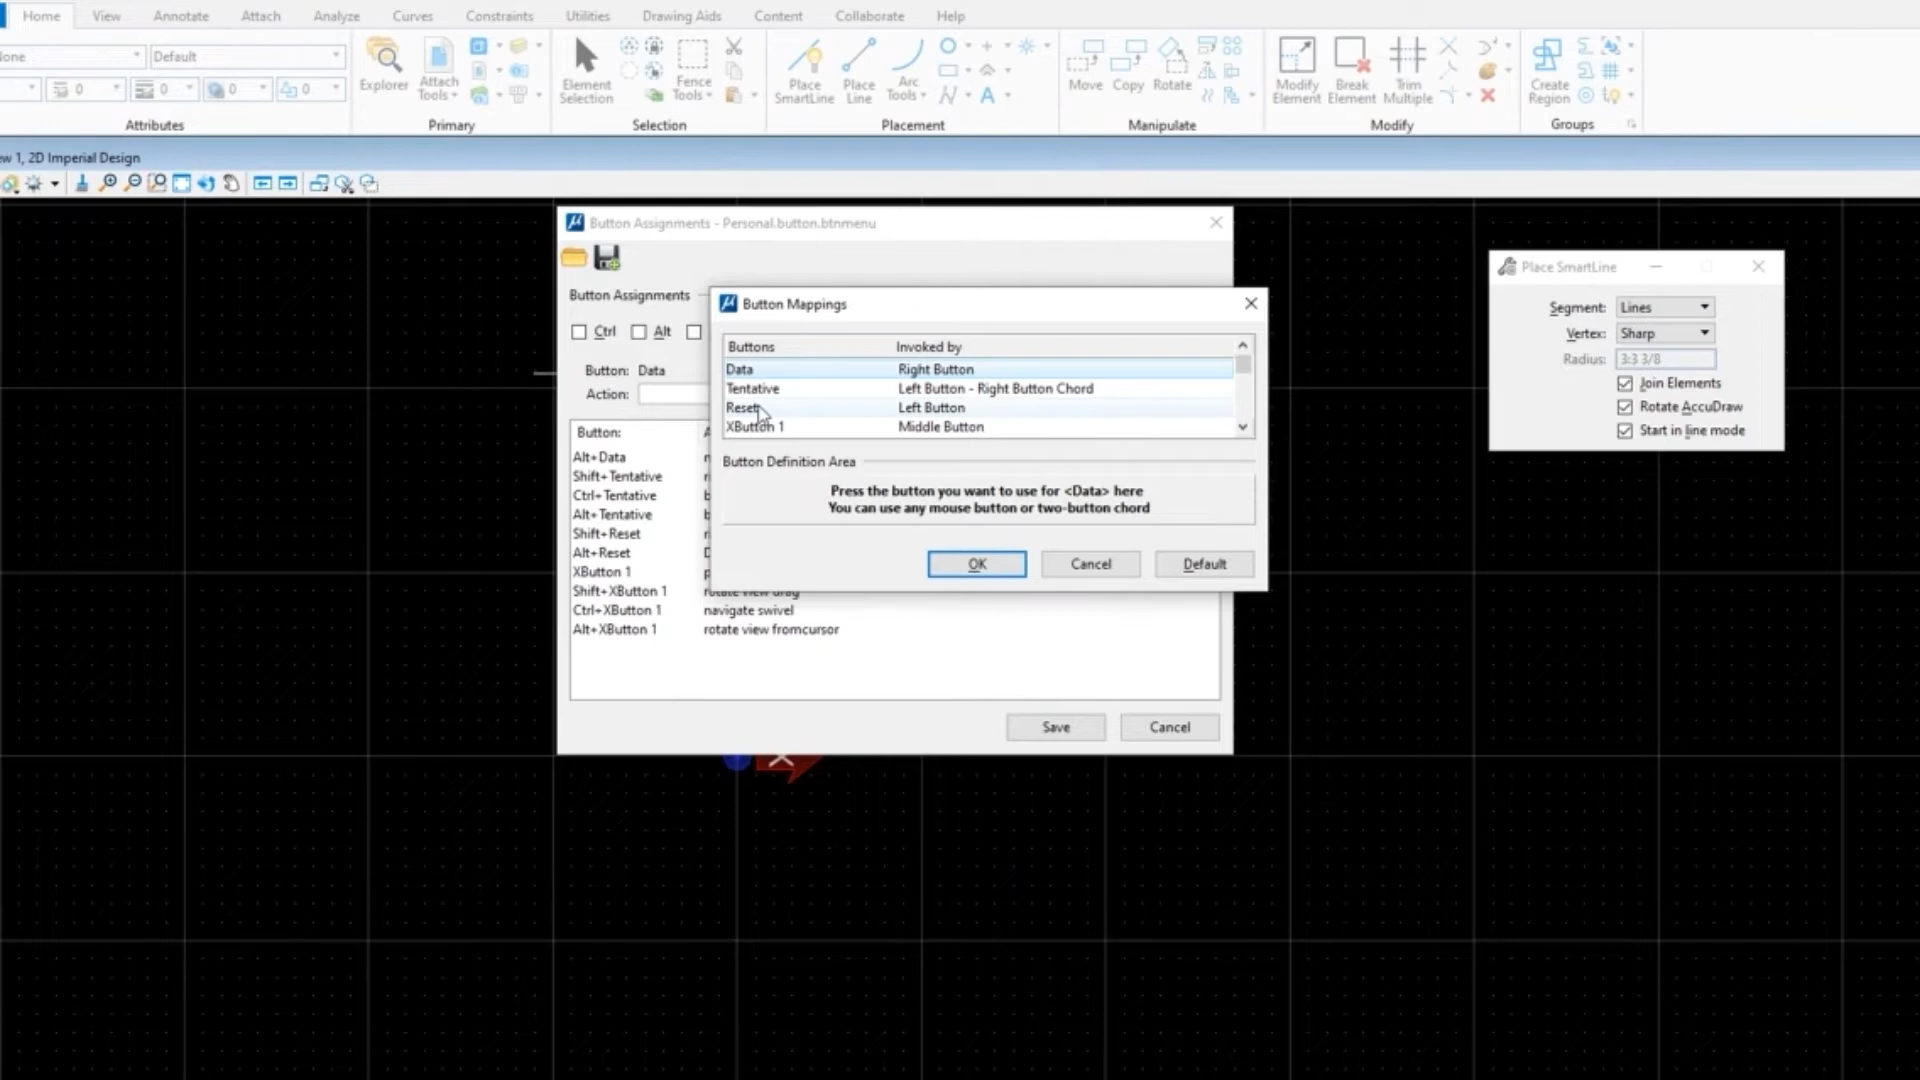 Home View Annotate Attach Analyze Curves Constraints Utilities Drawing Aids Content Collaborate Help
Default
0 0 0 0
Explorer
Attach Tools
Element Selection
Fence Tools
Place SmartLine
Place Line
Arc Tools
Move Copy Rotate
Modify Element
Break Element
Trim Multiple
Create Region
Attributes Primary Selection Placement Manipulate Modify Groups
1, 2D Imperial Design
Button Assignments - Personal.button.btnmenu
Button Assignments
Ctrl Alt
Button: Data
Action:
Button:
Alt+Data
Shift+Tentative
Ctrl+Tentative
Alt+Tentative
Shift+Reset
Alt+Reset
XButton 1
Shift+XButton 1 rotate view drag
Ctrl+XButton 1 navigate swivel
Alt+XButton 1 rotate view fromcursor
Save Cancel
Button Mappings
Buttons Invoked by
Data Right Button
Tentative Left Button - Right Button Chord
Reset Left Button
XButton 1 Middle Button
Button Definition Area
Press the button you want to use for <Data> here
You can use any mouse button or two-button chord
OK Cancel Default
Place SmartLine
Segment: Lines
Vertex: Sharp
Radius: 3:3 3/8
Join Elements
Rotate AccuDraw
Start in line mode